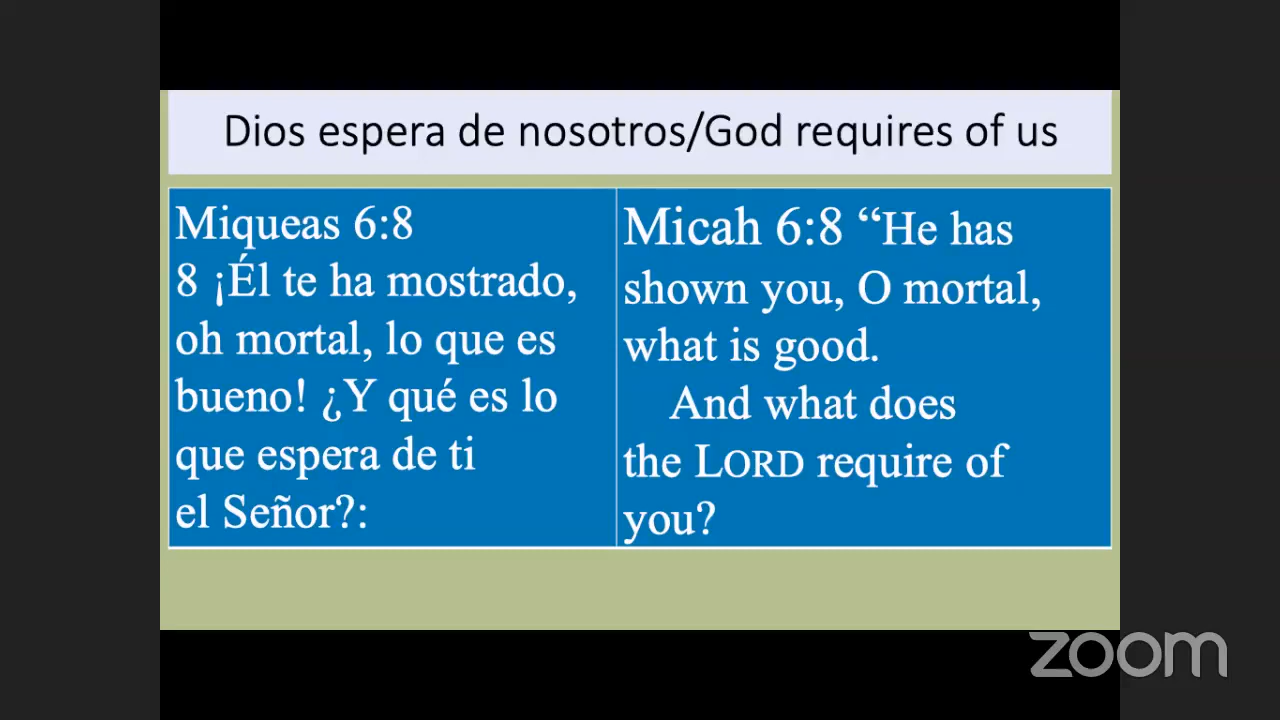 Dios espera de nosotros/God requires of us
Miqueas 6:8
8 ¡Él te ha mostrado,
oh mortal, lo que es
bueno! ¿Y qué es lo
que espera de ti
el Señor?:
Micah 6:8 “He has
shown you, O mortal,
what is good.
And what does
the LORD require of
you?
zoom